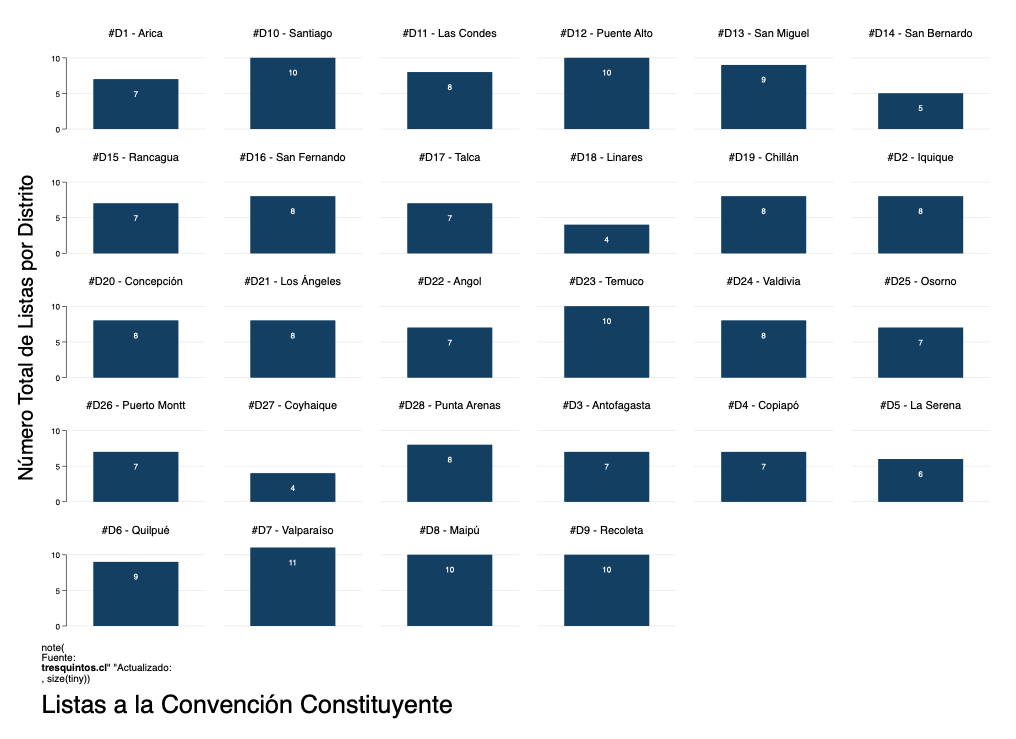 #D1 - Arica #D10 - Santiago #D11 - Las Condes #D12 - Puente Alto #D13 - San Miguel #D14 - San Bernardo
10
5
0
7 10 8 10 9 5
#D15 - Rancagua #D16 - San Fernando #D17 - Talca #D18 - Linares #D19 - Chillán #D2 - Iquique
10
5
0
7 8 7 4 8 8
#D20 - Concepción #D21 - Los Ángeles #D22 - Angol #D23 - Temuco #D24 - Valdivia #D25 - Osorno
10
5
0
8 8 7 10 8 7
#D26 - Puerto Montt #D27 - Coyhaique #D28 - Punta Arenas #D3 - Antofagasta #D4 - Copiapó #D5 - La Serena
10
5
0
7 4 8 7 7 6
#D6 - Quilpué #D7 - Valparaíso #D8 - Maipú #D9 - Recoleta
10
5
0
9 11 10 10
Número Total de Listas por Distrito
note(
Fuente:
tresquintos.cl" "Actualizado:
, size(tiny))
Listas a la Convención Constituyente